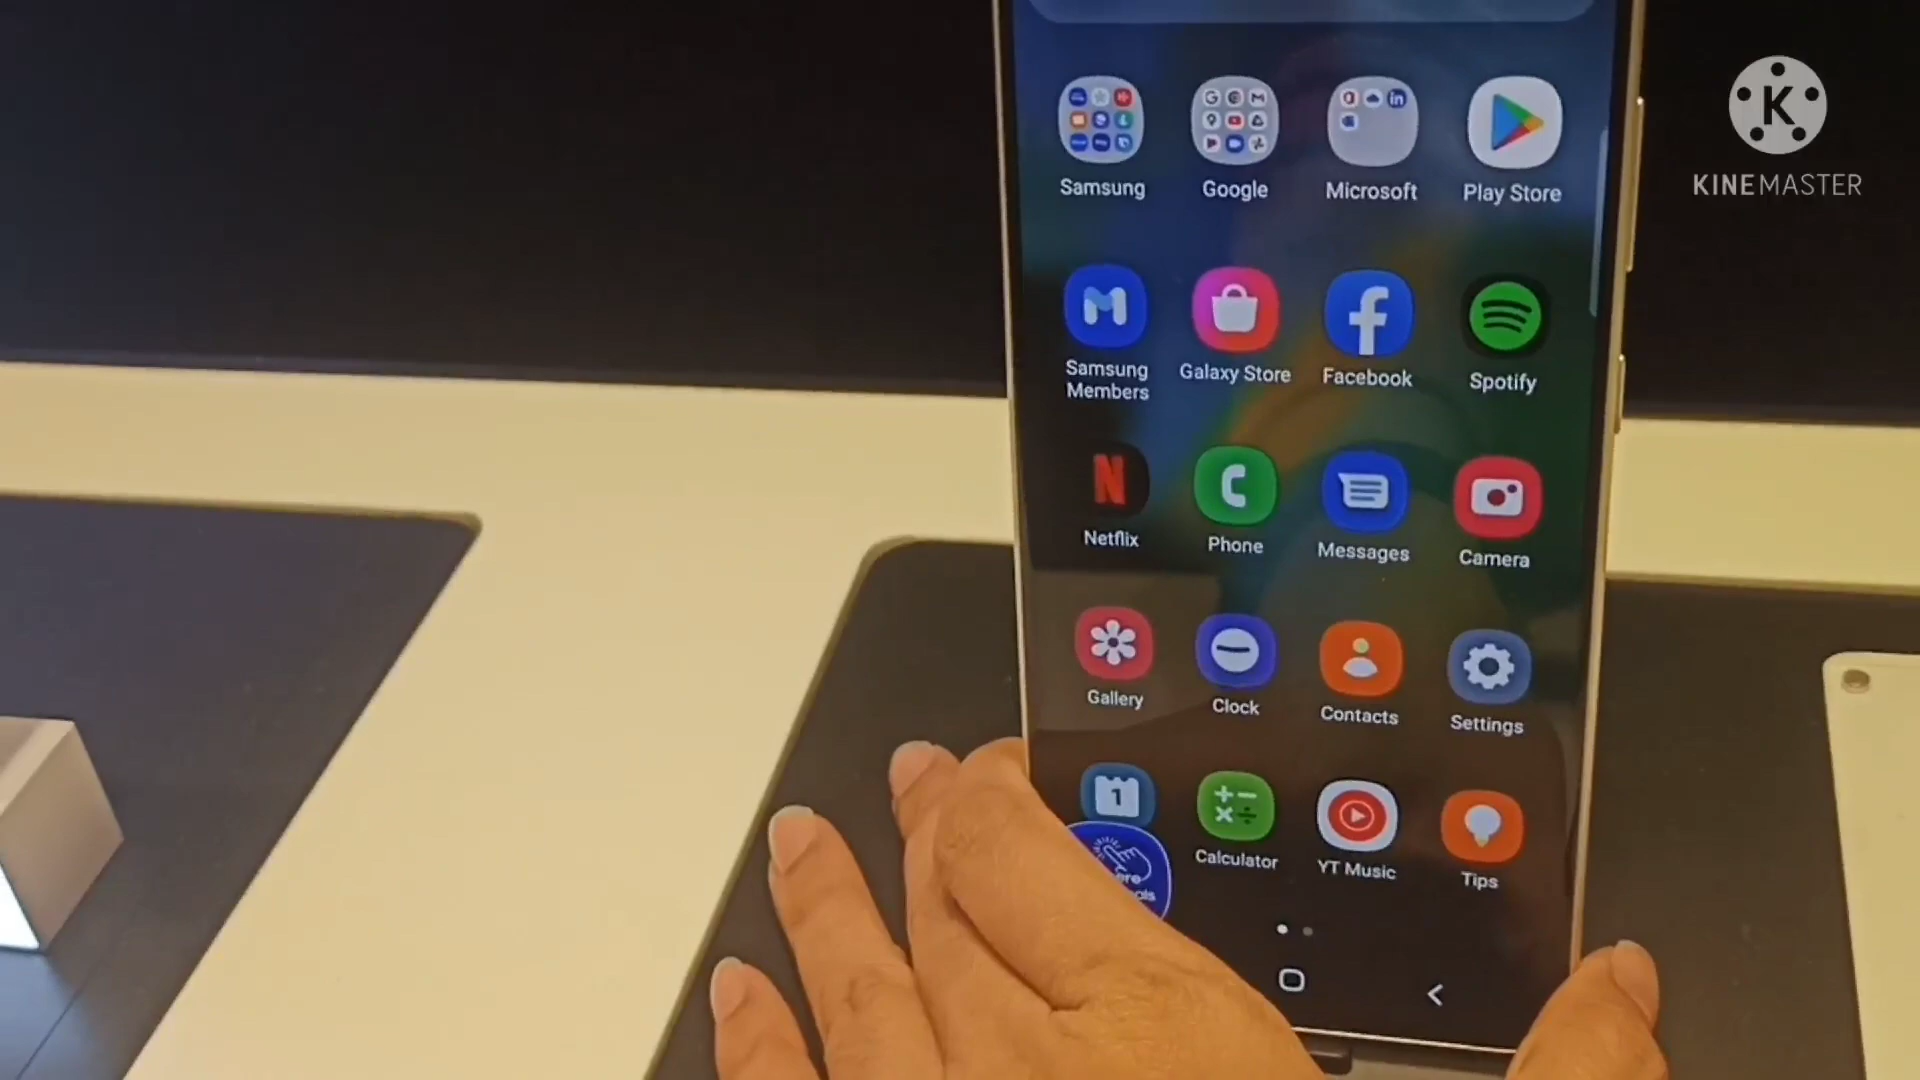 Samsung
Google
Microsoft
Play Store
KINEMASTER
Samsung
Members
Galaxy Store
Facebook
Spotify
Netflix
Phone
Messages
Camera
Gallery
Clock
Contacts
Settings
1
Calculator
YT Music
Tips